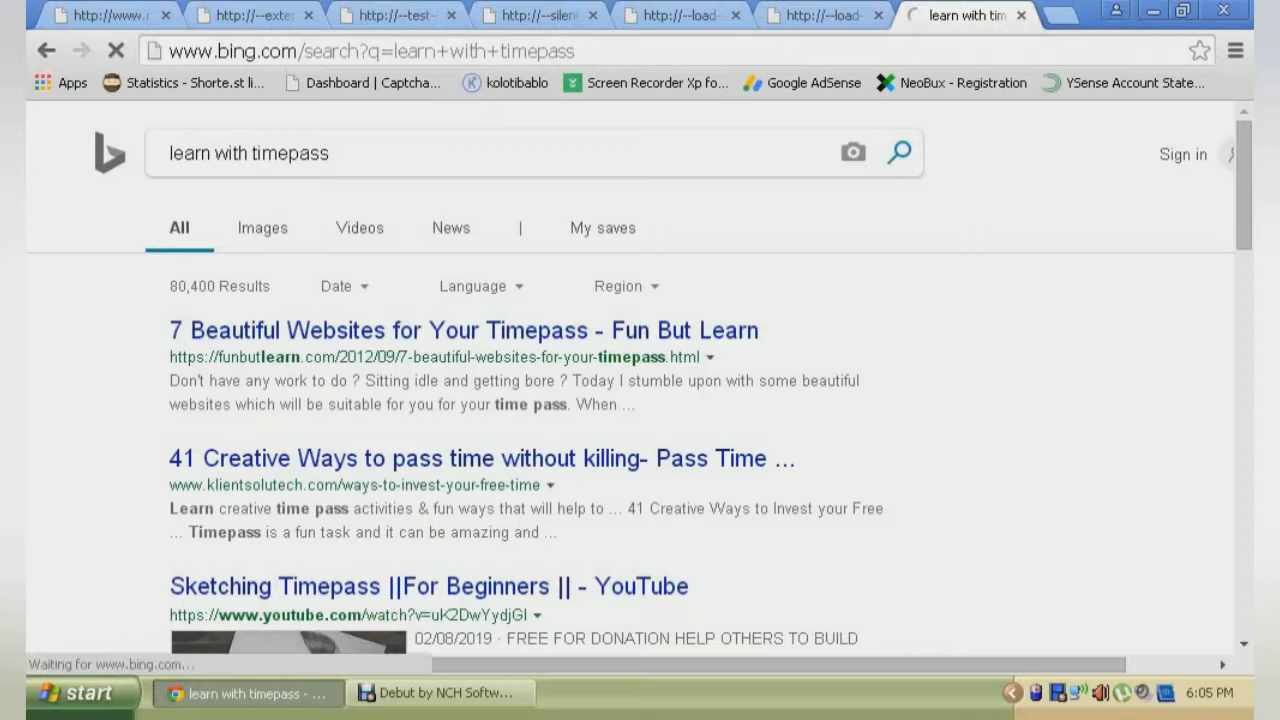 http://www.r
http://--exter
http://--test-
http://--silen
http://--load-
http://--load-
learn with tim
www.bing.com/search?q=learn+with+timepass
Apps
Statistics - Shorte.st li...
Dashboard | Captcha...
kolotibablo
Screen Recorder Xp fo...
Google AdSense
NeoBux - Registration
YSense Account State...
learn with timepass
Sign in
All
Images
Videos
News
|
My saves
80,400 Results
Date
Language
Region
7 Beautiful Websites for Your Timepass - Fun But Learn
https://funbutlearn.com/2012/09/7-beautiful-websites-for-your-timepass.html
Don't have any work to do ? Sitting idle and getting bore ? Today I stumble upon with some beautiful
websites which will be suitable for you for your time pass. When ...
41 Creative Ways to pass time without killing- Pass Time ...
www.klientsolutech.com/ways-to-invest-your-free-time
Learn creative time pass activities & fun ways that will help to ... 41 Creative Ways to Invest your Free
... Timepass is a fun task and it can be amazing and ...
Sketching Timepass ||For Beginners || - YouTube
https://www.youtube.com/watch?v=uK2DwYydjGI
02/08/2019 · FREE FOR DONATION HELP OTHERS TO BUILD
Waiting for www.bing.com...
start
learn with timepass - ...
Debut by NCH Softw...
6:05 PM